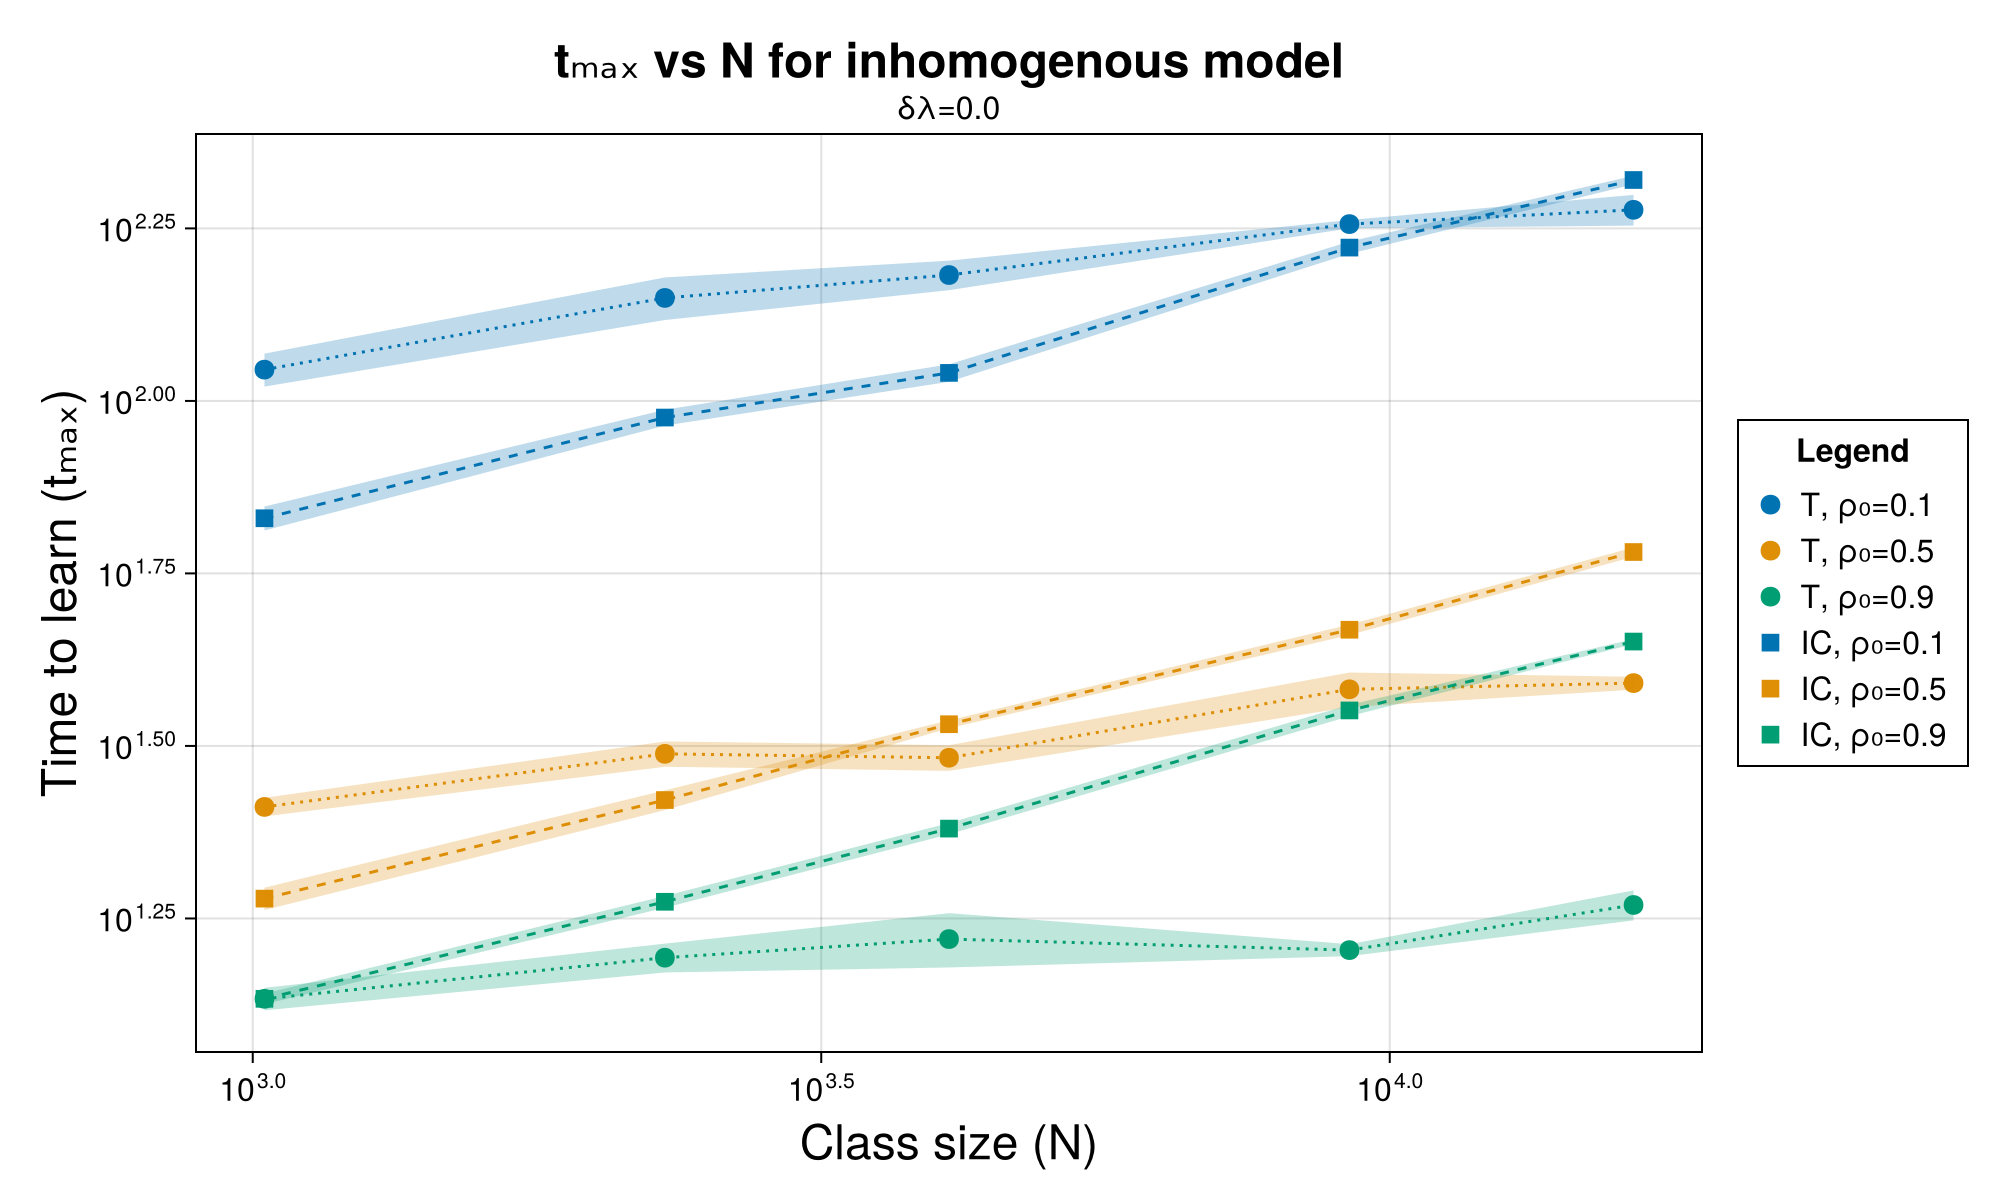 tₘₐₓ vs N for inhomogenous model
δλ=0.0
Time to learn (tₘₐₓ)
10^2.25
10^2.00
10^1.75
10^1.50
10^1.25
10^3.0
10^3.5
10^4.0
Class size (N)
Legend
T, ρ₀=0.1
T, ρ₀=0.5
T, ρ₀=0.9
IC, ρ₀=0.1
IC, ρ₀=0.5
IC, ρ₀=0.9